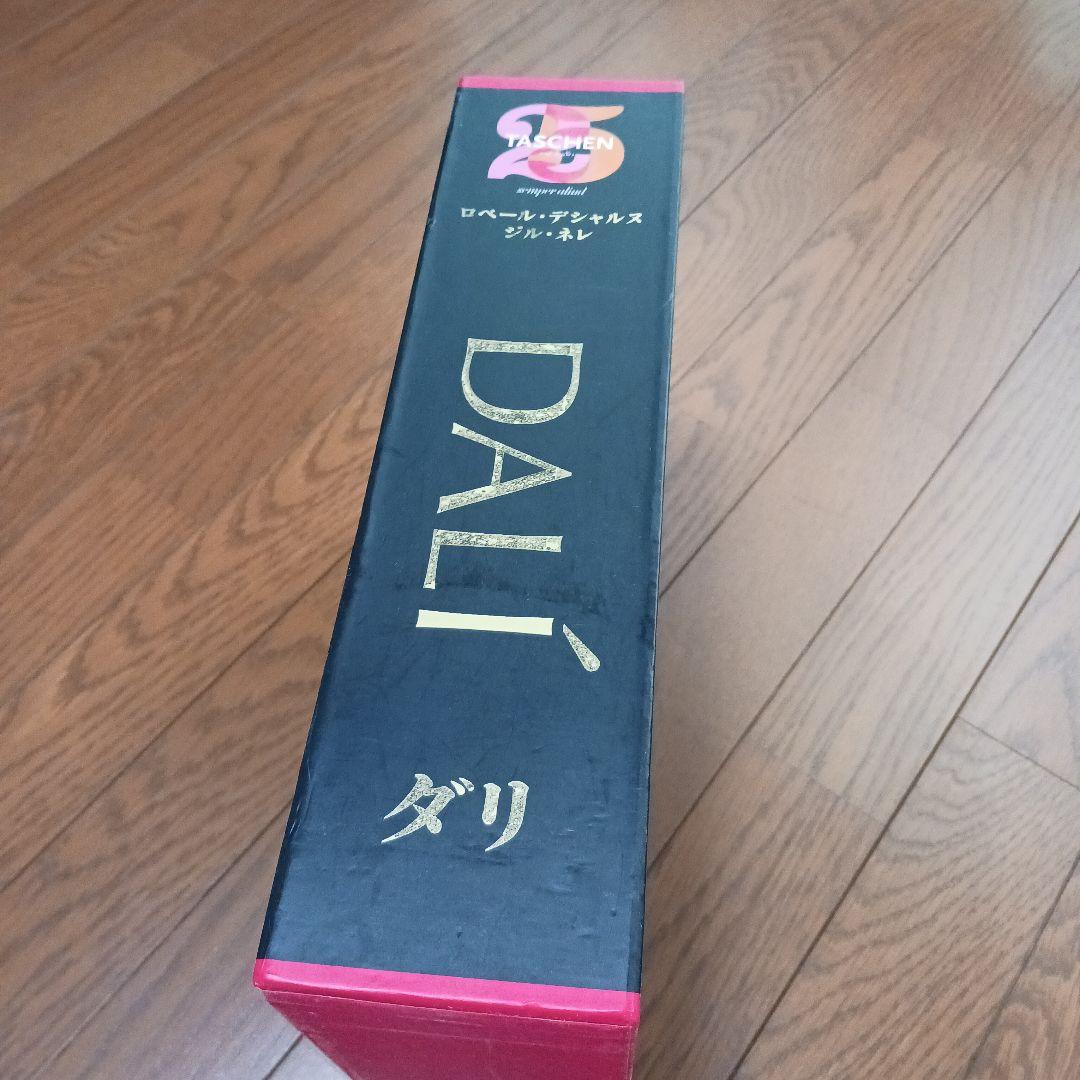 25
TASCHEN
semper aliud
ロベール・デシャルヌ
ジル・ネレ
DALÍ
ダリ